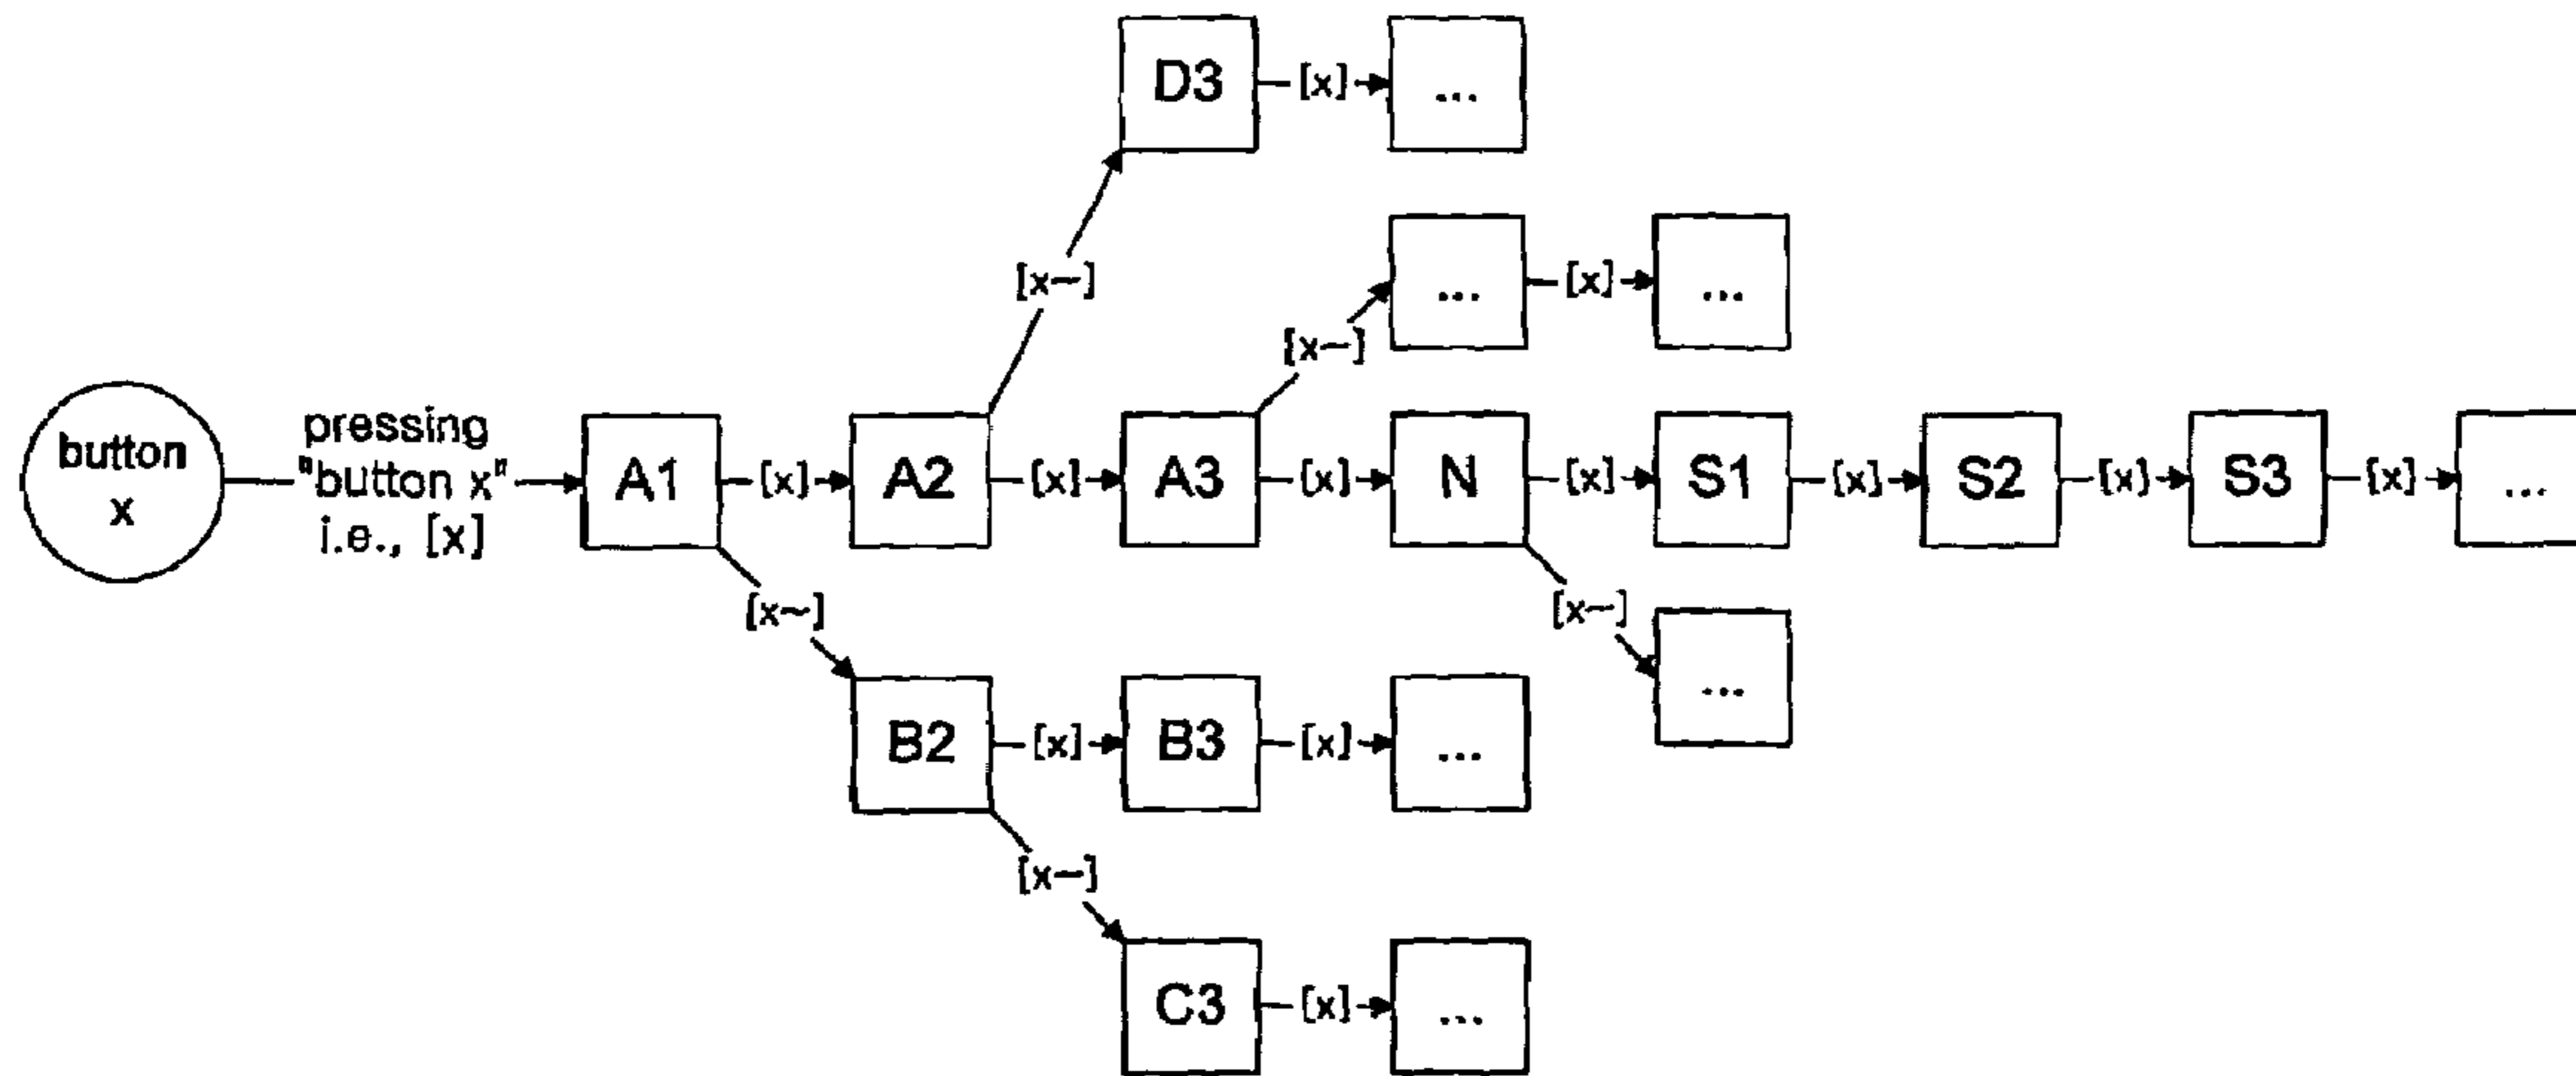 D3 [x] ...
[x~]
... [x] ...
[x~]
button
x
pressing
"button x"
i.e., [x]
A1 [x] A2 [x] A3 [x] N [x] S1 [x] S2 [x] S3 [x] ...
[x~]
[x~]
...
B2 [x] B3 [x] ...
[x~]
C3 [x] ...